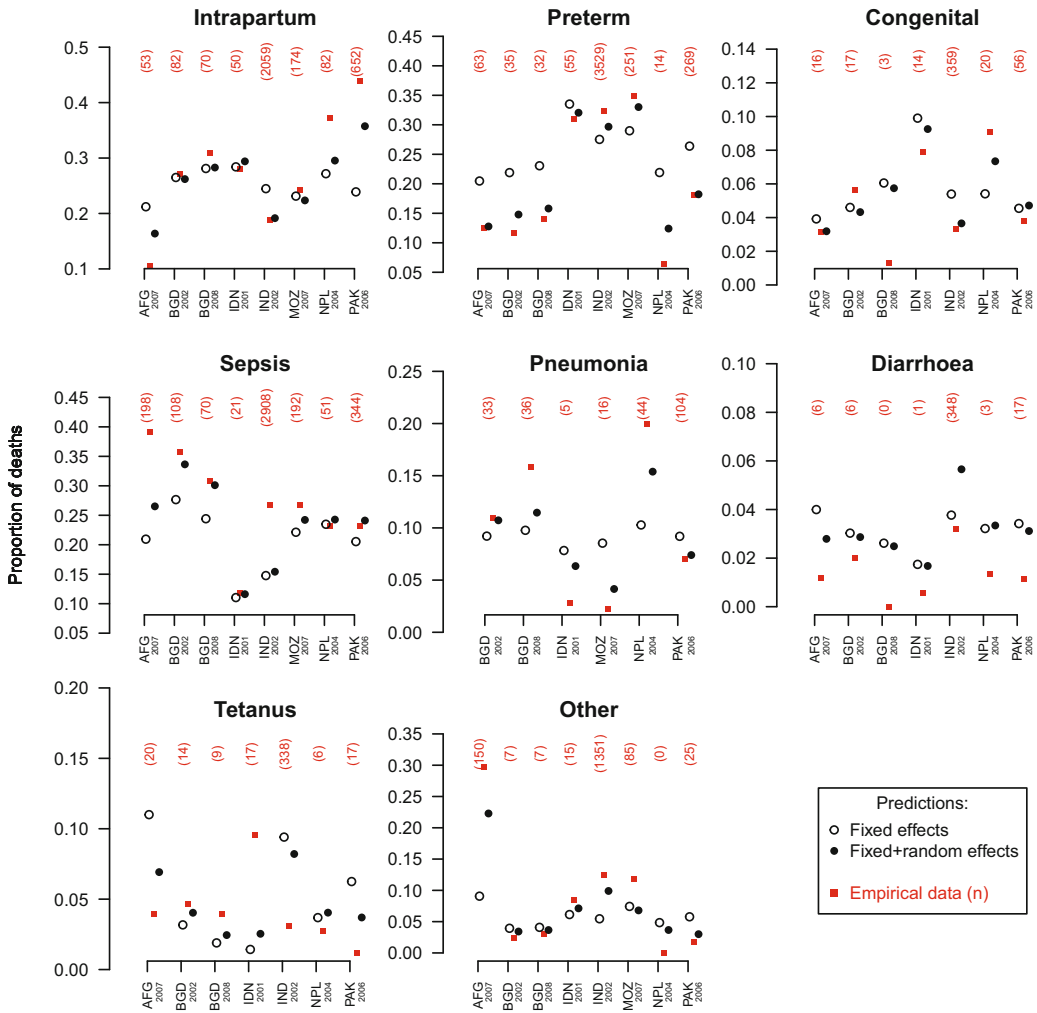 Proportion of deaths
Intrapartum
0.5
0.4
0.3
0.2
0.1
(53) (82) (70) (50) (2059) (174) (82) (652)
AFG 2007 BGD 2002 BGD 2008 IDN 2001 IND 2002 MOZ 2007 NPL 2004 PAK 2006
Preterm
0.45
0.40
0.35
0.30
0.25
0.20
0.15
0.10
0.05
(63) (35) (32) (55) (3529) (251) (14) (269)
AFG 2007 BGD 2002 BGD 2008 IDN 2001 IND 2002 MOZ 2007 NPL 2004 PAK 2006
Congenital
0.14
0.12
0.10
0.08
0.06
0.04
0.02
0.00
(16) (17) (3) (14) (359) (20) (56)
AFG 2007 BGD 2002 BGD 2008 IDN 2001 IND 2002 NPL 2004 PAK 2006
Sepsis
0.45
0.40
0.35
0.30
0.25
0.20
0.15
0.10
0.05
(198) (108) (70) (21) (2908) (192) (51) (344)
AFG 2007 BGD 2002 BGD 2008 IDN 2001 IND 2002 MOZ 2007 NPL 2004 PAK 2006
Pneumonia
0.25
0.20
0.15
0.10
0.05
0.00
(33) (36) (5) (16) (44) (104)
BGD 2002 BGD 2008 IDN 2001 MOZ 2007 NPL 2004 PAK 2006
Diarrhoea
0.10
0.08
0.06
0.04
0.02
0.00
(6) (6) (0) (1) (348) (3) (17)
AFG 2007 BGD 2002 BGD 2008 IDN 2001 IND 2002 NPL 2004 PAK 2006
Tetanus
0.20
0.15
0.10
0.05
0.00
(20) (14) (9) (17) (338) (6) (17)
AFG 2007 BGD 2002 BGD 2008 IDN 2001 IND 2002 NPL 2004 PAK 2006
Other
0.35
0.30
0.25
0.20
0.15
0.10
0.05
0.00
(150) (7) (7) (15) (1351) (85) (0) (25)
AFG 2007 BGD 2002 BGD 2008 IDN 2001 IND 2002 MOZ 2007 NPL 2004 PAK 2006
Predictions:
Fixed effects
Fixed+random effects
Empirical data (n)